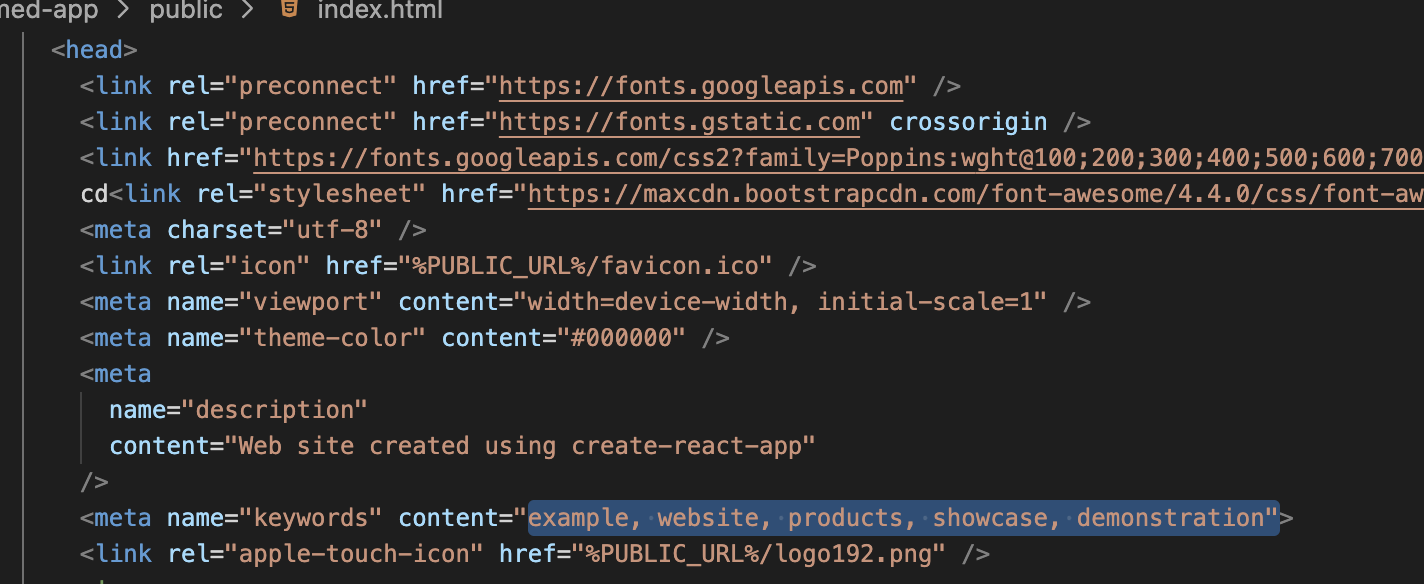 med-app > public > index.html
<head>
<link rel="preconnect" href="https://fonts.googleapis.com" />
<link rel="preconnect" href="https://fonts.gstatic.com" crossorigin />
<link href="https://fonts.googleapis.com/css2?family=Poppins:wght@100;200;300;400;500;600;700
cd<link rel="stylesheet" href="https://maxcdn.bootstrapcdn.com/font-awesome/4.4.0/css/font-aw
<meta charset="utf-8" />
<link rel="icon" href="%PUBLIC_URL%/favicon.ico" />
<meta name="viewport" content="width=device-width, initial-scale=1" />
<meta name="theme-color" content="#000000" />
<meta
name="description"
content="Web site created using create-react-app"
/>
<meta name="keywords" content="example, website, products, showcase, demonstration">
<link rel="apple-touch-icon" href="%PUBLIC_URL%/logo192.png" />